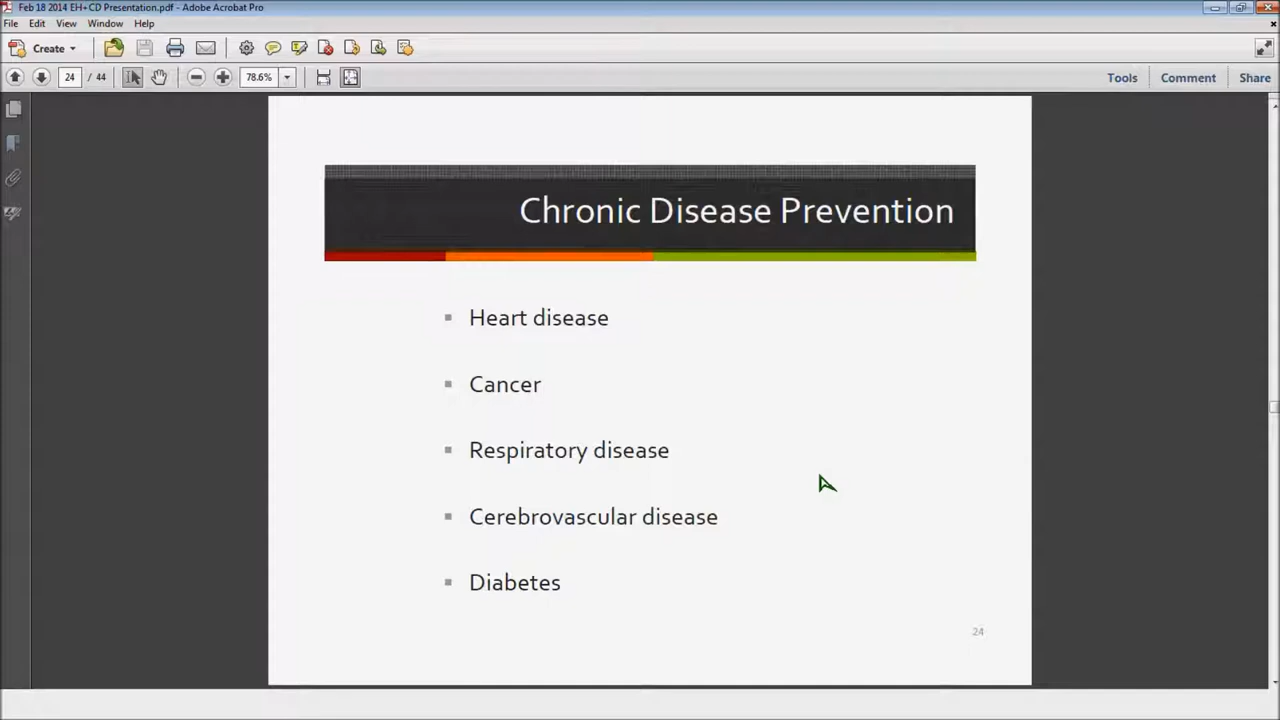 Feb 18 2014 EH+CD Presentation.pdf - Adobe Acrobat Pro
File Edit View Window Help
Create
24 / 44 78.6% Tools Comment Share
Chronic Disease Prevention
Heart disease
Cancer
Respiratory disease
Cerebrovascular disease
Diabetes
24